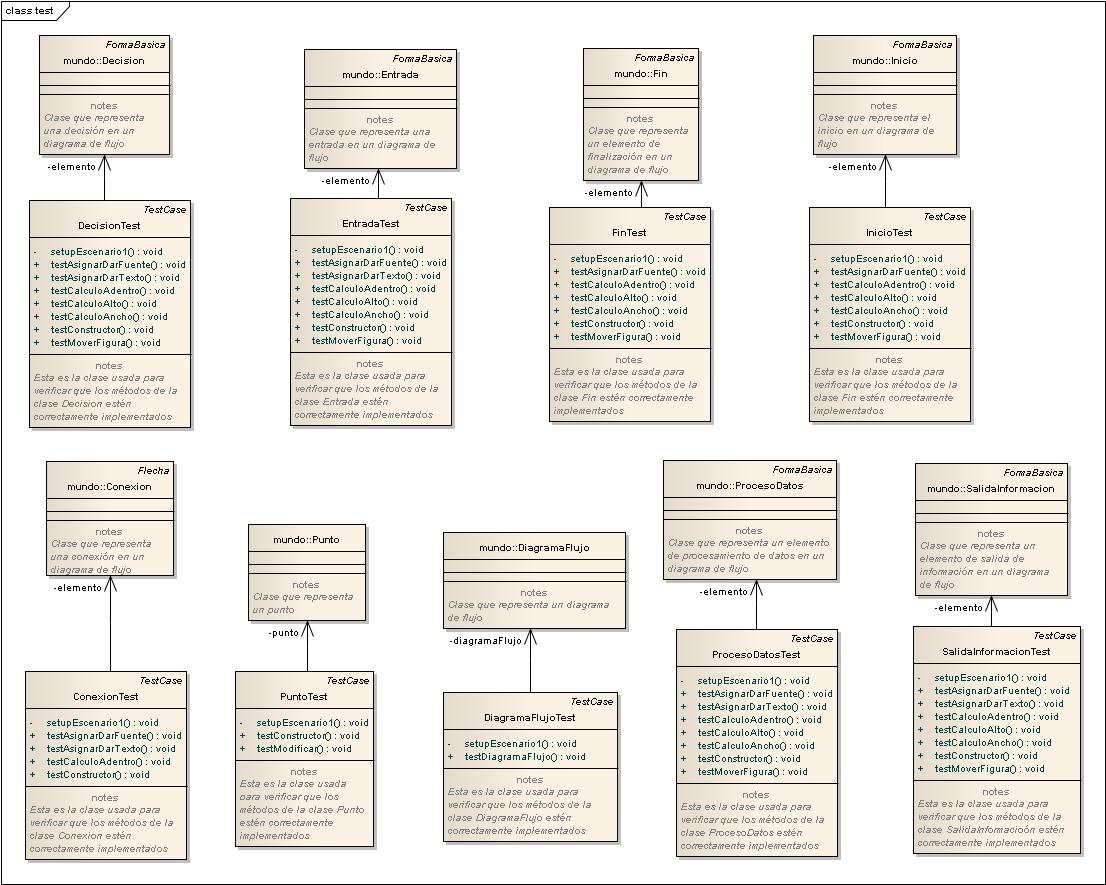 class test
FormaBasica
mundo::Decision
notes
Clase que representa
una decisión en un
diagrama de flujo
-elemento
TestCase
DecisionTest
- setupEscenario1() : void
+ testAsignarDarFuente() : void
+ testAsignarDarTexto() : void
+ testCalculoAdentro() : void
+ testCalculoAlto() : void
+ testCalculoAncho() : void
+ testConstructor() : void
+ testMoverFigura() : void
notes
Esta es la clase usada para
verificar que los métodos de la
clase Decision estén
correctamente implementados
FormaBasica
mundo::Entrada
notes
Clase que representa una
entrada en un diagrama de
flujo
-elemento
TestCase
EntradaTest
- setupEscenario1() : void
+ testAsignarDarFuente() : void
+ testAsignarDarTexto() : void
+ testCalculoAdentro() : void
+ testCalculoAlto() : void
+ testCalculoAncho() : void
+ testConstructor() : void
+ testMoverFigura() : void
notes
Esta es la clase usada para
verificar que los métodos de la
clase Entrada estén
correctamente implementados
FormaBasica
mundo::Fin
notes
Clase que representa
un elemento de
finalización en un
diagrama de flujo
-elemento
TestCase
FinTest
- setupEscenario1() : void
+ testAsignarDarFuente() : void
+ testCalculoAdentro() : void
+ testCalculoAlto() : void
+ testCalculoAncho() : void
+ testConstructor() : void
+ testMoverFigura() : void
notes
Esta es la clase usada para
verificar que los métodos de la
clase Fin estén correctamente
implementados
FormaBasica
mundo::Inicio
notes
Clase que representa el
inicio en un diagrama de
flujo
-elemento
TestCase
InicioTest
- setupEscenario1() : void
+ testAsignarDarFuente() : void
+ testCalculoAdentro() : void
+ testCalculoAlto() : void
+ testCalculoAncho() : void
+ testConstructor() : void
+ testMoverFigura() : void
notes
Esta es la clase usada para
verificar que los métodos de la
clase Fin estén correctamente
implementados
Flecha
mundo::Conexion
notes
Clase que representa
una conexión en un
diagrama de flujo
-elemento
TestCase
ConexionTest
- setupEscenario1() : void
+ testAsignarDarFuente() : void
+ testAsignarDarTexto() : void
+ testCalculoAdentro() : void
+ testConstructor() : void
notes
Esta es la clase usada para
verificar que los métodos de la
clase Conexion estén
correctamente implementados
mundo::Punto
notes
Clase que representa
un punto
-punto
TestCase
PuntoTest
- setupEscenario1() : void
+ testConstructor() : void
+ testModificar() : void
notes
Esta es la clase usada
para verificar que los
métodos de la clase Punto
estén correctamente
implementados
mundo::DiagramaFlujo
notes
Clase que representa un diagrama
de flujo
-diagramaFlujo
TestCase
DiagramaFlujoTest
- setupEscenario1() : void
+ testDiagramaFlujo() : void
notes
Esta es la clase usada para
verificar que los métodos de la
clase DiagramaFlujo estén
correctamente implementados
FormaBasica
mundo::ProcesoDatos
notes
Clase que representa un elemento
de procesamiento de datos en un
diagrama de flujo
-elemento
TestCase
ProcesoDatosTest
- setupEscenario1() : void
+ testAsignarDarFuente() : void
+ testAsignarDarTexto() : void
+ testCalculoAdentro() : void
+ testCalculoAlto() : void
+ testCalculoAncho() : void
+ testConstructor() : void
+ testMoverFigura() : void
notes
Esta es la clase usada para
verificar que los métodos de la
clase ProcesoDatos estén
correctamente implementados
FormaBasica
mundo::SalidaInformacion
notes
Clase que representa un
elemento de salida de
información en un diagrama
de flujo
-elemento
TestCase
SalidaInformacionTest
- setupEscenario1() : void
+ testAsignarDarFuente() : void
+ testAsignarDarTexto() : void
+ testCalculoAdentro() : void
+ testCalculoAlto() : void
+ testCalculoAncho() : void
+ testConstructor() : void
+ testMoverFigura() : void
notes
Esta es la clase usada para
verificar que los métodos de la
clase SalidaInformacioón estén
correctamente implementados